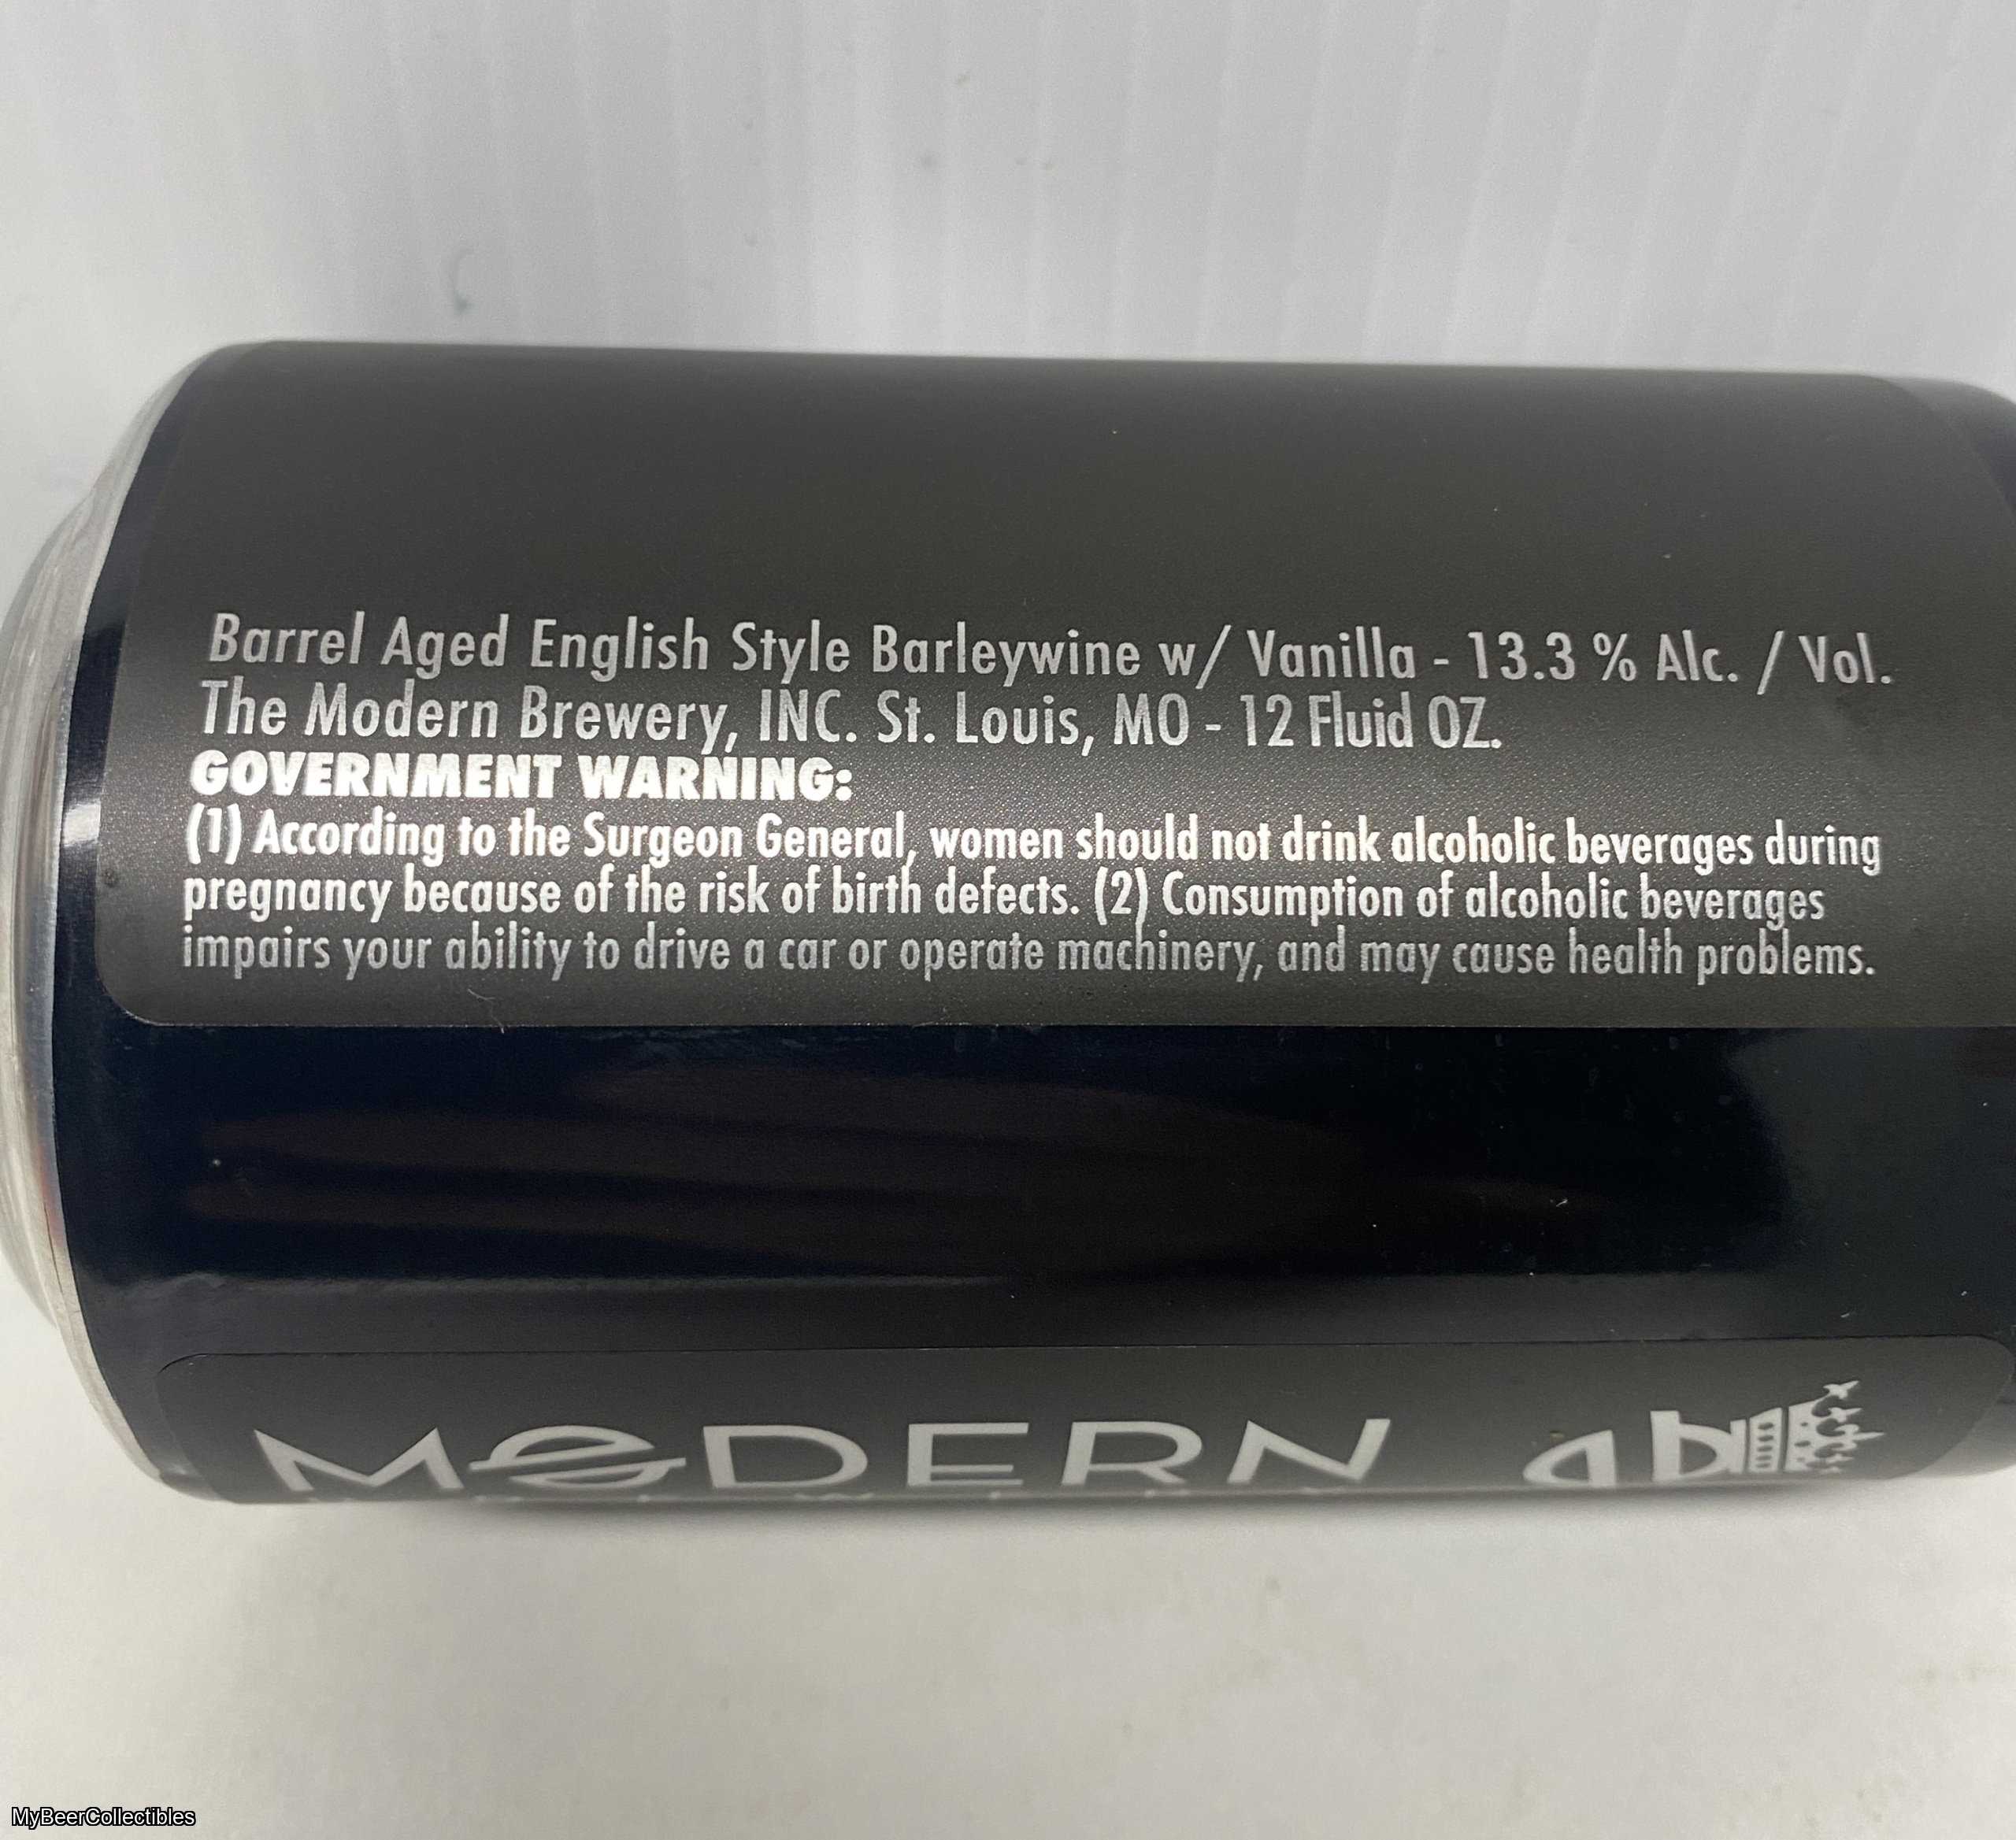 Barrel Aged English Style Barleywine w/ Vanilla - 13.3 % Alc. / Vol.
The Modern Brewery, INC. St. Louis, MO - 12 Fluid OZ.
GOVERNMENT WARNING:
(1) According to the Surgeon General, women should not drink alcoholic beverages during
pregnancy because of the risk of birth defects. (2) Consumption of alcoholic beverages
impairs your ability to drive a car or operate machinery, and may cause health problems.
MODERN
MyBeerCollectibles